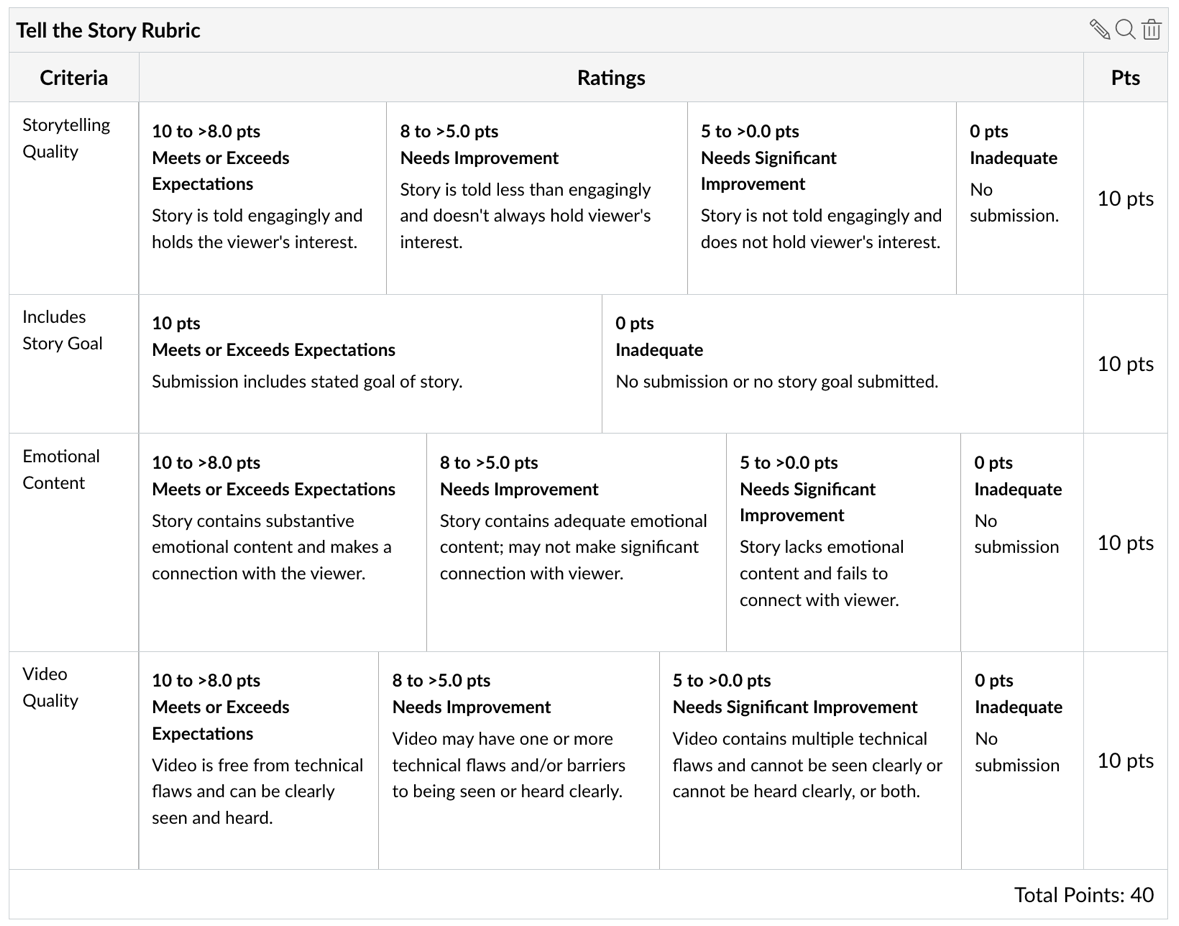 Tell the Story Rubric
Criteria
Ratings
Pts
Storytelling
Quality
10 to >8.0 pts
Meets or Exceeds
Expectations
Story is told engagingly and
holds the viewer's interest.
8 to >5.0 pts
Needs Improvement
Story is told less than engagingly
and doesn't always hold viewer's
interest.
5 to >0.0 pts
Needs Significant
Improvement
Story is not told engagingly and
does not hold viewer's interest.
0 pts
Inadequate
No
submission.
10 pts
Includes
Story Goal
10 pts
Meets or Exceeds Expectations
Submission includes stated goal of story.
0 pts
Inadequate
No submission or no story goal submitted.
10 pts
Emotional
Content
10 to >8.0 pts
Meets or Exceeds Expectations
Story contains substantive
emotional content and makes a
connection with the viewer.
8 to >5.0 pts
Needs Improvement
Story contains adequate emotional
content; may not make significant
connection with viewer.
5 to >0.0 pts
Needs Significant
Improvement
Story lacks emotional
content and fails to
connect with viewer.
0 pts
Inadequate
No
submission
10 pts
Video
Quality
10 to >8.0 pts
Meets or Exceeds
Expectations
Video is free from technical
flaws and can be clearly
seen and heard.
8 to >5.0 pts
Needs Improvement
Video may have one or more
technical flaws and/or barriers
to being seen or heard clearly.
5 to >0.0 pts
Needs Significant Improvement
Video contains multiple technical
flaws and cannot be seen clearly or
cannot be heard clearly, or both.
0 pts
Inadequate
No
submission
10 pts
Total Points: 40